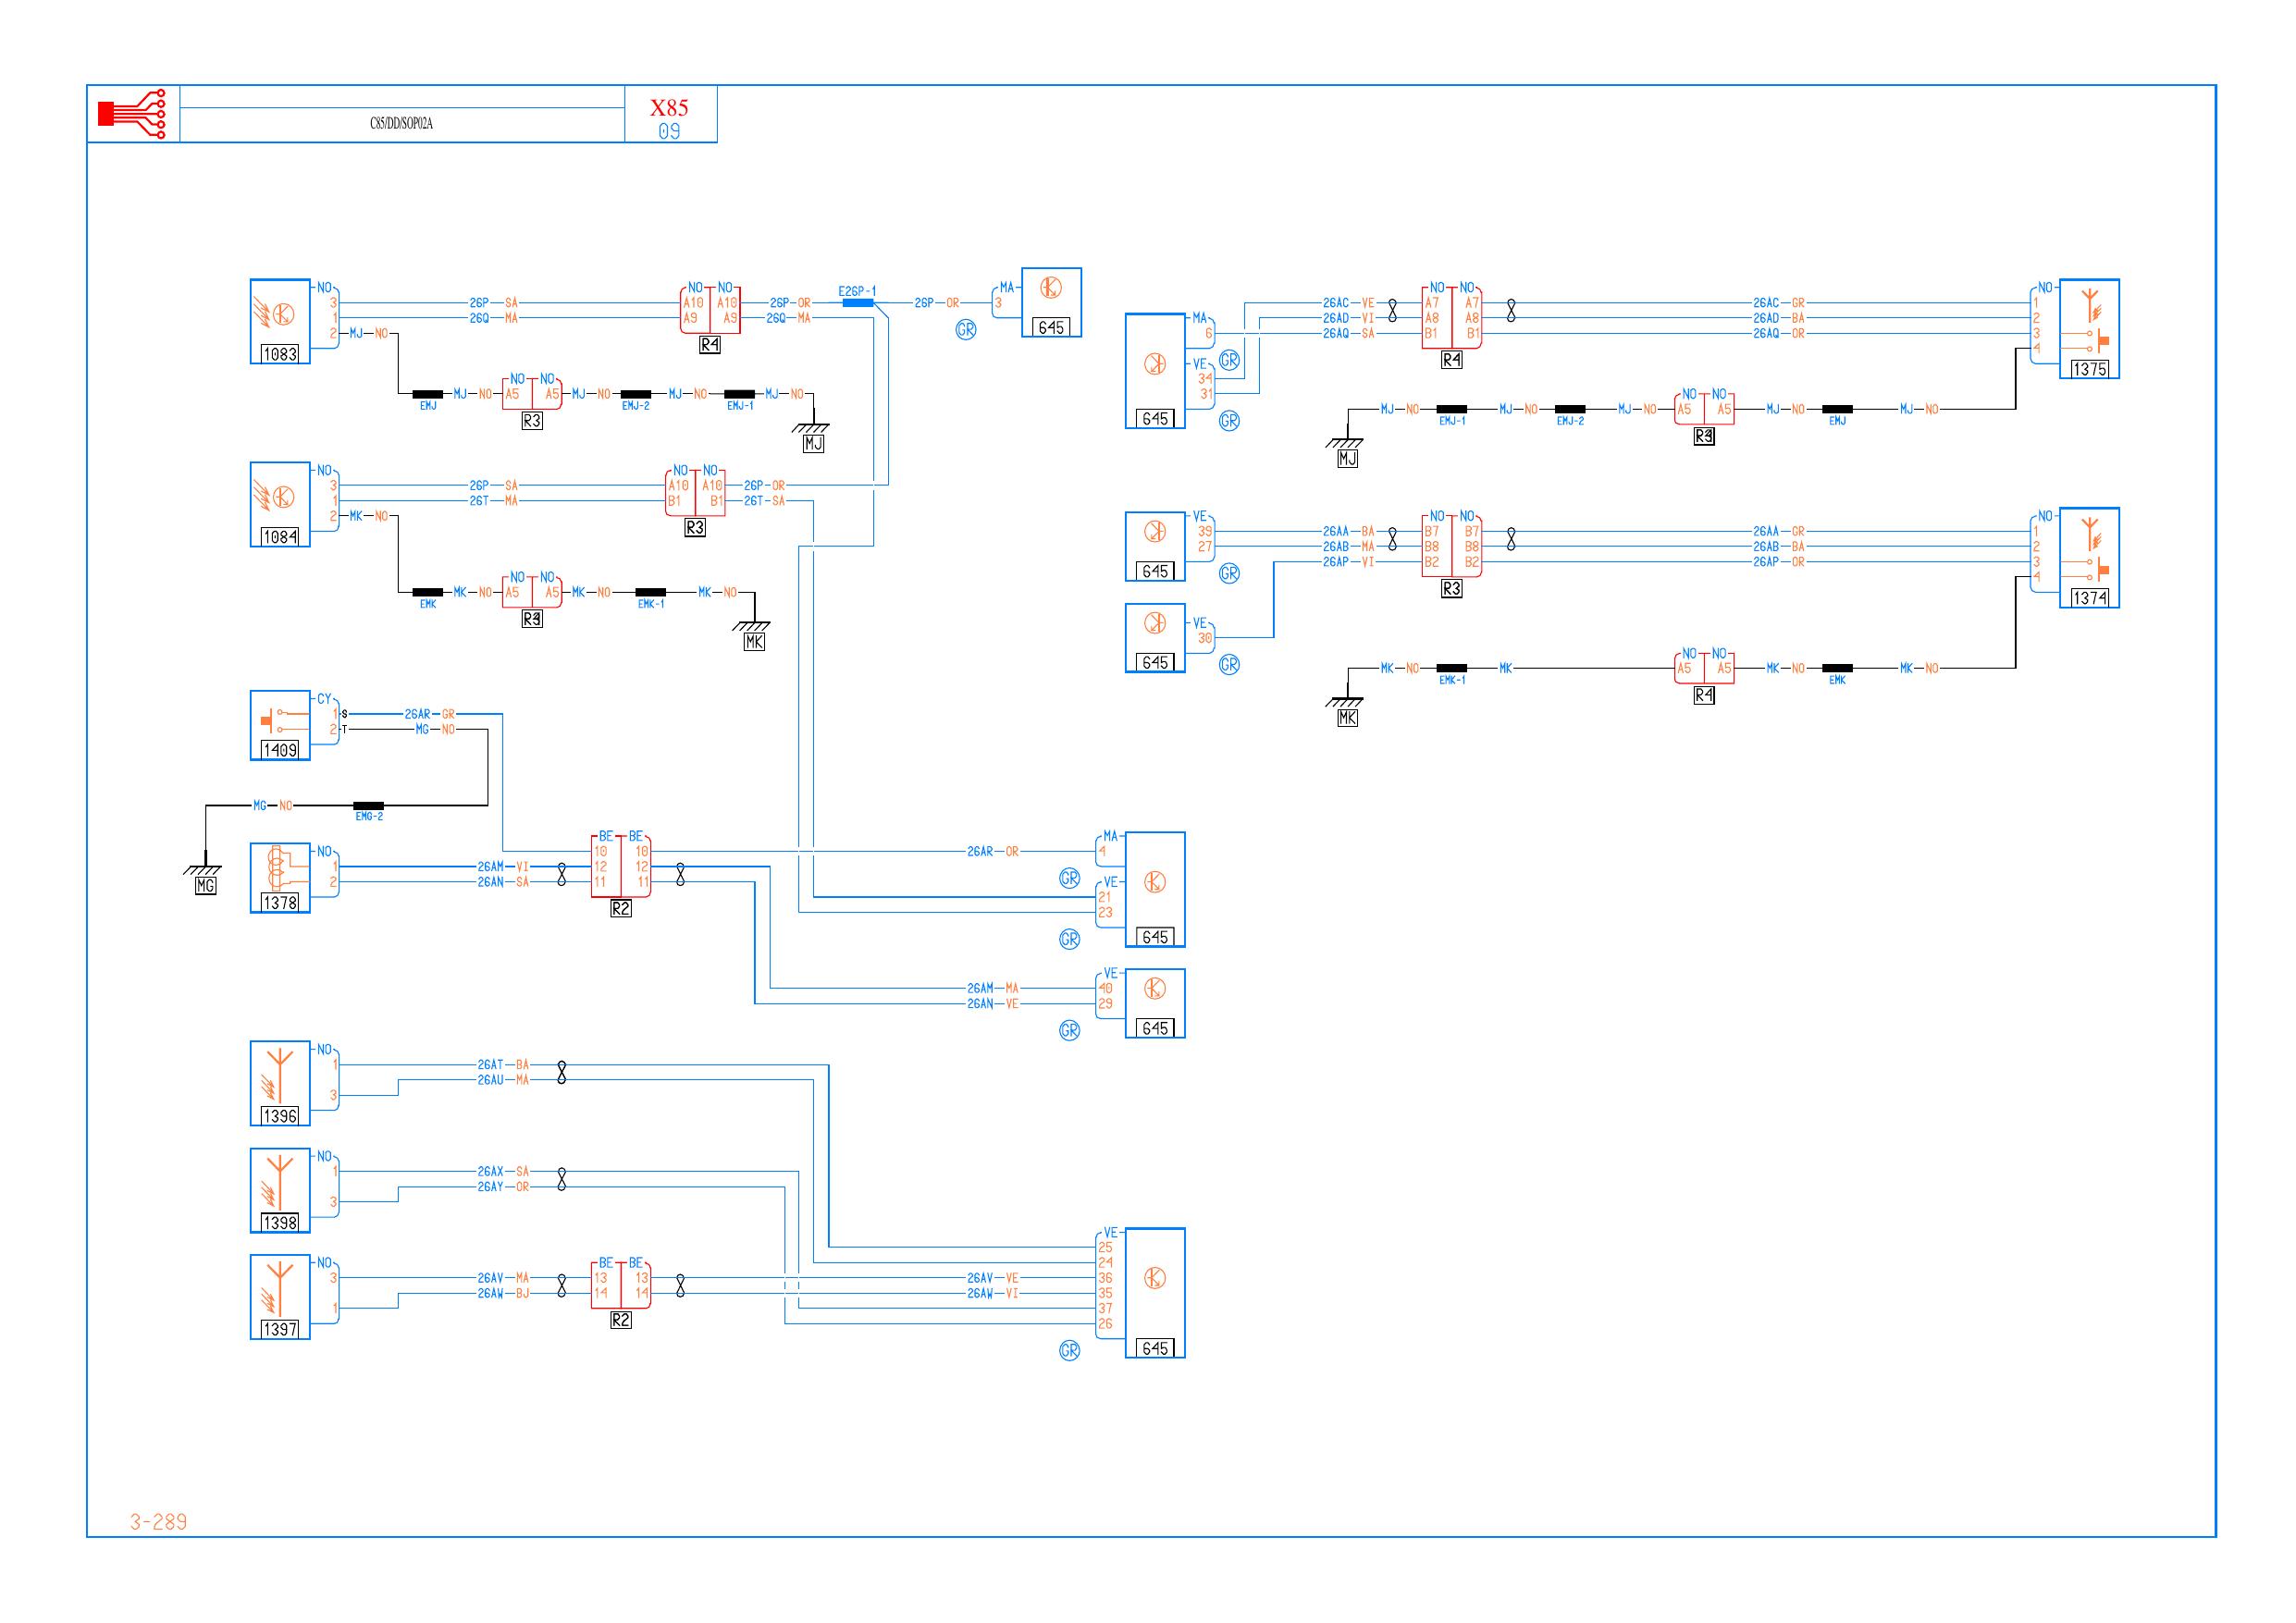 X85
C85/DD/SOP02A
09
NO
3 26P SA A10 NO NO A10 26P OR E26P-1 26P OR 3 MA
1 26Q MA A9 A9 26Q MA
2 MJ NO
1083
R4
GR
645
EMJ MJ NO A5 NO NO A5 MJ NO EMJ-2 MJ NO EMJ-1 MJ NO
R3
MJ
NO
3 26P SA A10 NO NO A10 26P OR
1 26T MA B1 B1 26T SA
2 MK NO
1084
R3
EMK MK NO A5 NO NO A5 MK NO EMK-1 MK NO
MK
CY
1 S 26AR GR
2 T MG NO
1409
MG NO
EMG-2
MG
NO
BE BE
10 10 26AR OR 4 MA
1 26AM VI 12 12
2 26AN SA 11 11
1378
R2
GR
VE
21
23
GR
645
VE
26AM MA 40
26AN VE 29
GR
645
NO
1 26AT BA
26AU MA
3
1396
NO
1 26AX SA
26AY OR
3
1398
NO
BE BE
3 26AV MA 13 13 26AV VE 36
26AW BJ 14 14 26AW VI 35
1
1397
R2
VE
25
24
37
26
GR
645
MA
6
VE
34
31
645
GR
GR
NO NO
26AC VE A7 A7 26AC GR 1 NO
26AD VI A8 A8 26AD BA 2
26AQ SA B1 B1 26AQ OR 3
4
R4
1375
MJ NO EMJ-1 MJ NO EMJ-2 MJ NO A5 NO NO A5 MJ NO EMJ MJ NO
MJ
VE
NO NO
39 26AA BA B7 B7 26AA GR 1 NO
27 26AB MA B8 B8 26AB BA 2
26AP VI B2 B2 26AP OR 3
4
645
GR
R3
1374
VE
30
645
GR
MK NO EMK-1 MK A5 NO NO A5 MK NO EMK MK NO
R4
MK
3-289